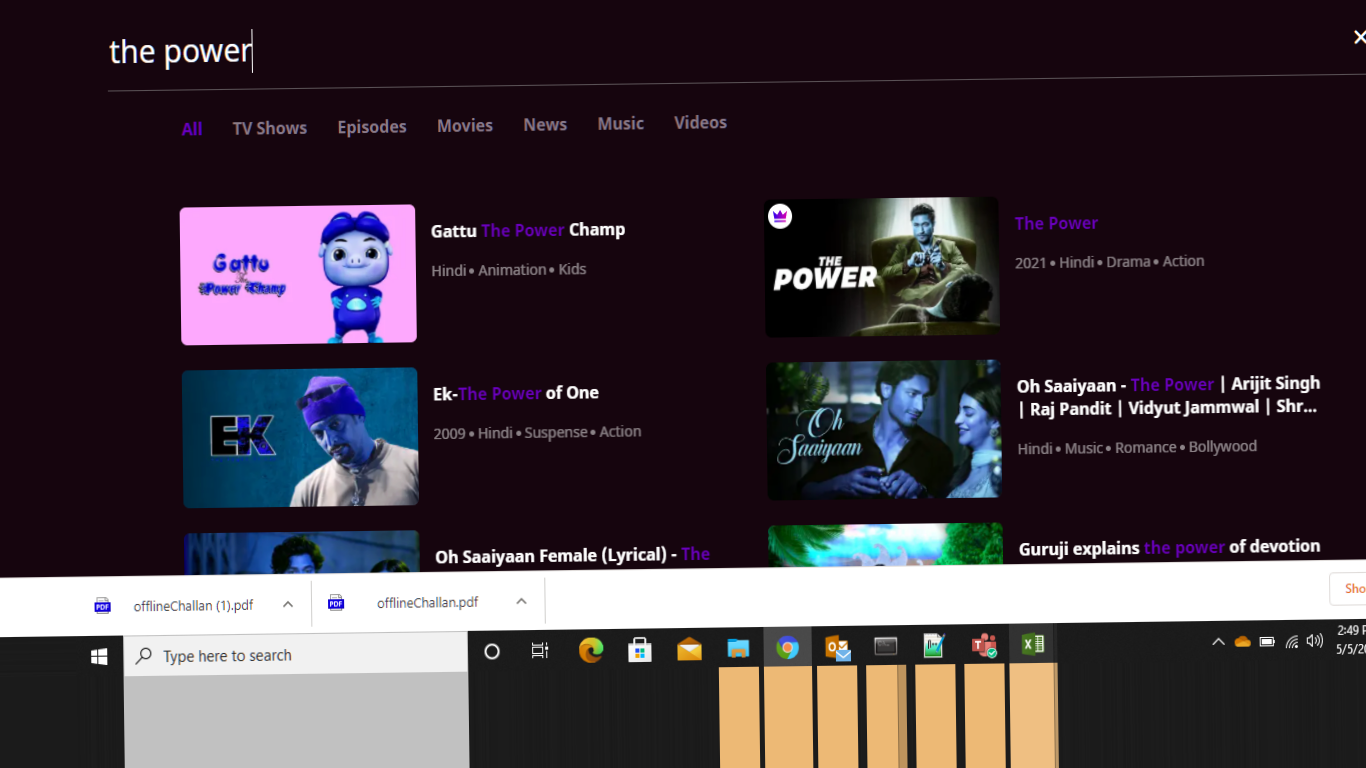 the power
All TV Shows Episodes Movies News Music Videos
Gattu
Power Champ
Gattu The Power Champ
Hindi • Animation • Kids
THE
POWER
The Power
2021 • Hindi • Drama • Action
EK
Ek-The Power of One
2009 • Hindi • Suspense • Action
Oh
Saaiyaan
Oh Saaiyaan - The Power | Arijit Singh
| Raj Pandit | Vidyut Jammwal | Shr...
Hindi • Music • Romance • Bollywood
Oh Saaiyaan Female (Lyrical) - The
Guruji explains the power of devotion
PDF offlineChallan (1).pdf
PDF offlineChallan.pdf
Sho
Type here to search
2:49 P
5/5/20